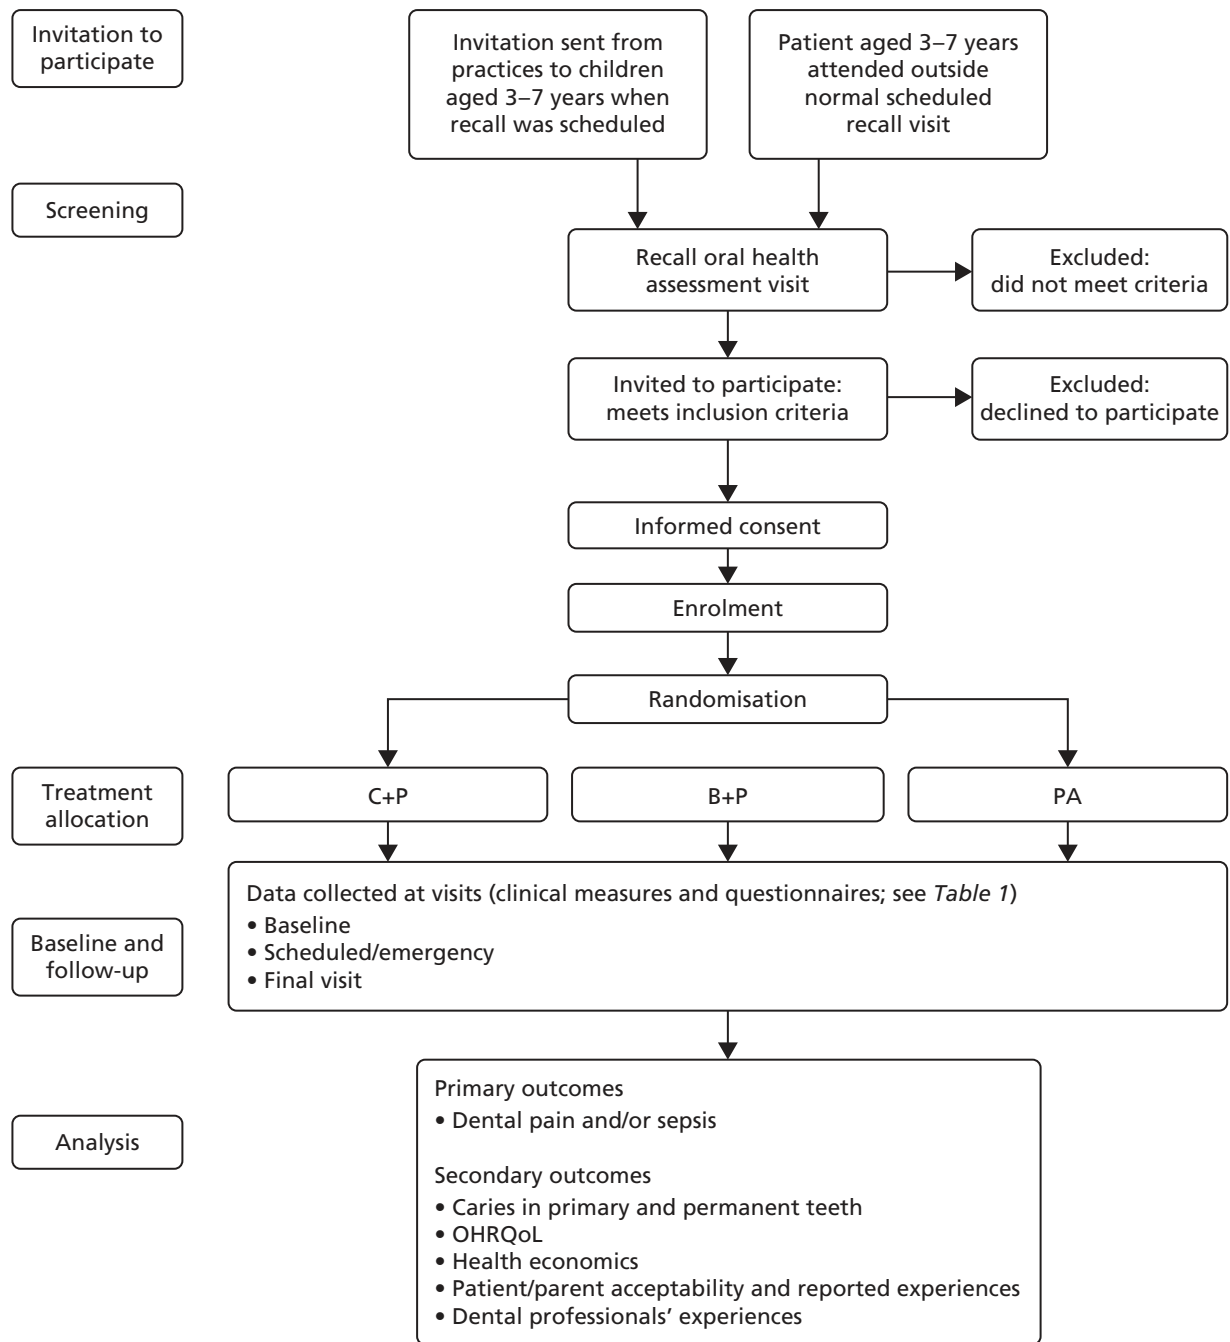 Invitation to
participate
Invitation sent from
practices to children
aged 3–7 years when
recall was scheduled
Patient aged 3–7 years
attended outside
normal scheduled
recall visit
Screening
Recall oral health
assessment visit
Excluded:
did not meet criteria
Invited to participate:
meets inclusion criteria
Excluded:
declined to participate
Informed consent
Enrolment
Randomisation
Treatment
allocation
C+P
B+P
PA
Baseline and
follow-up
Data collected at visits (clinical measures and questionnaires; see Table 1)
• Baseline
• Scheduled/emergency
• Final visit
Analysis
Primary outcomes
• Dental pain and/or sepsis
Secondary outcomes
• Caries in primary and permanent teeth
• OHRQoL
• Health economics
• Patient/parent acceptability and reported experiences
• Dental professionals’ experiences